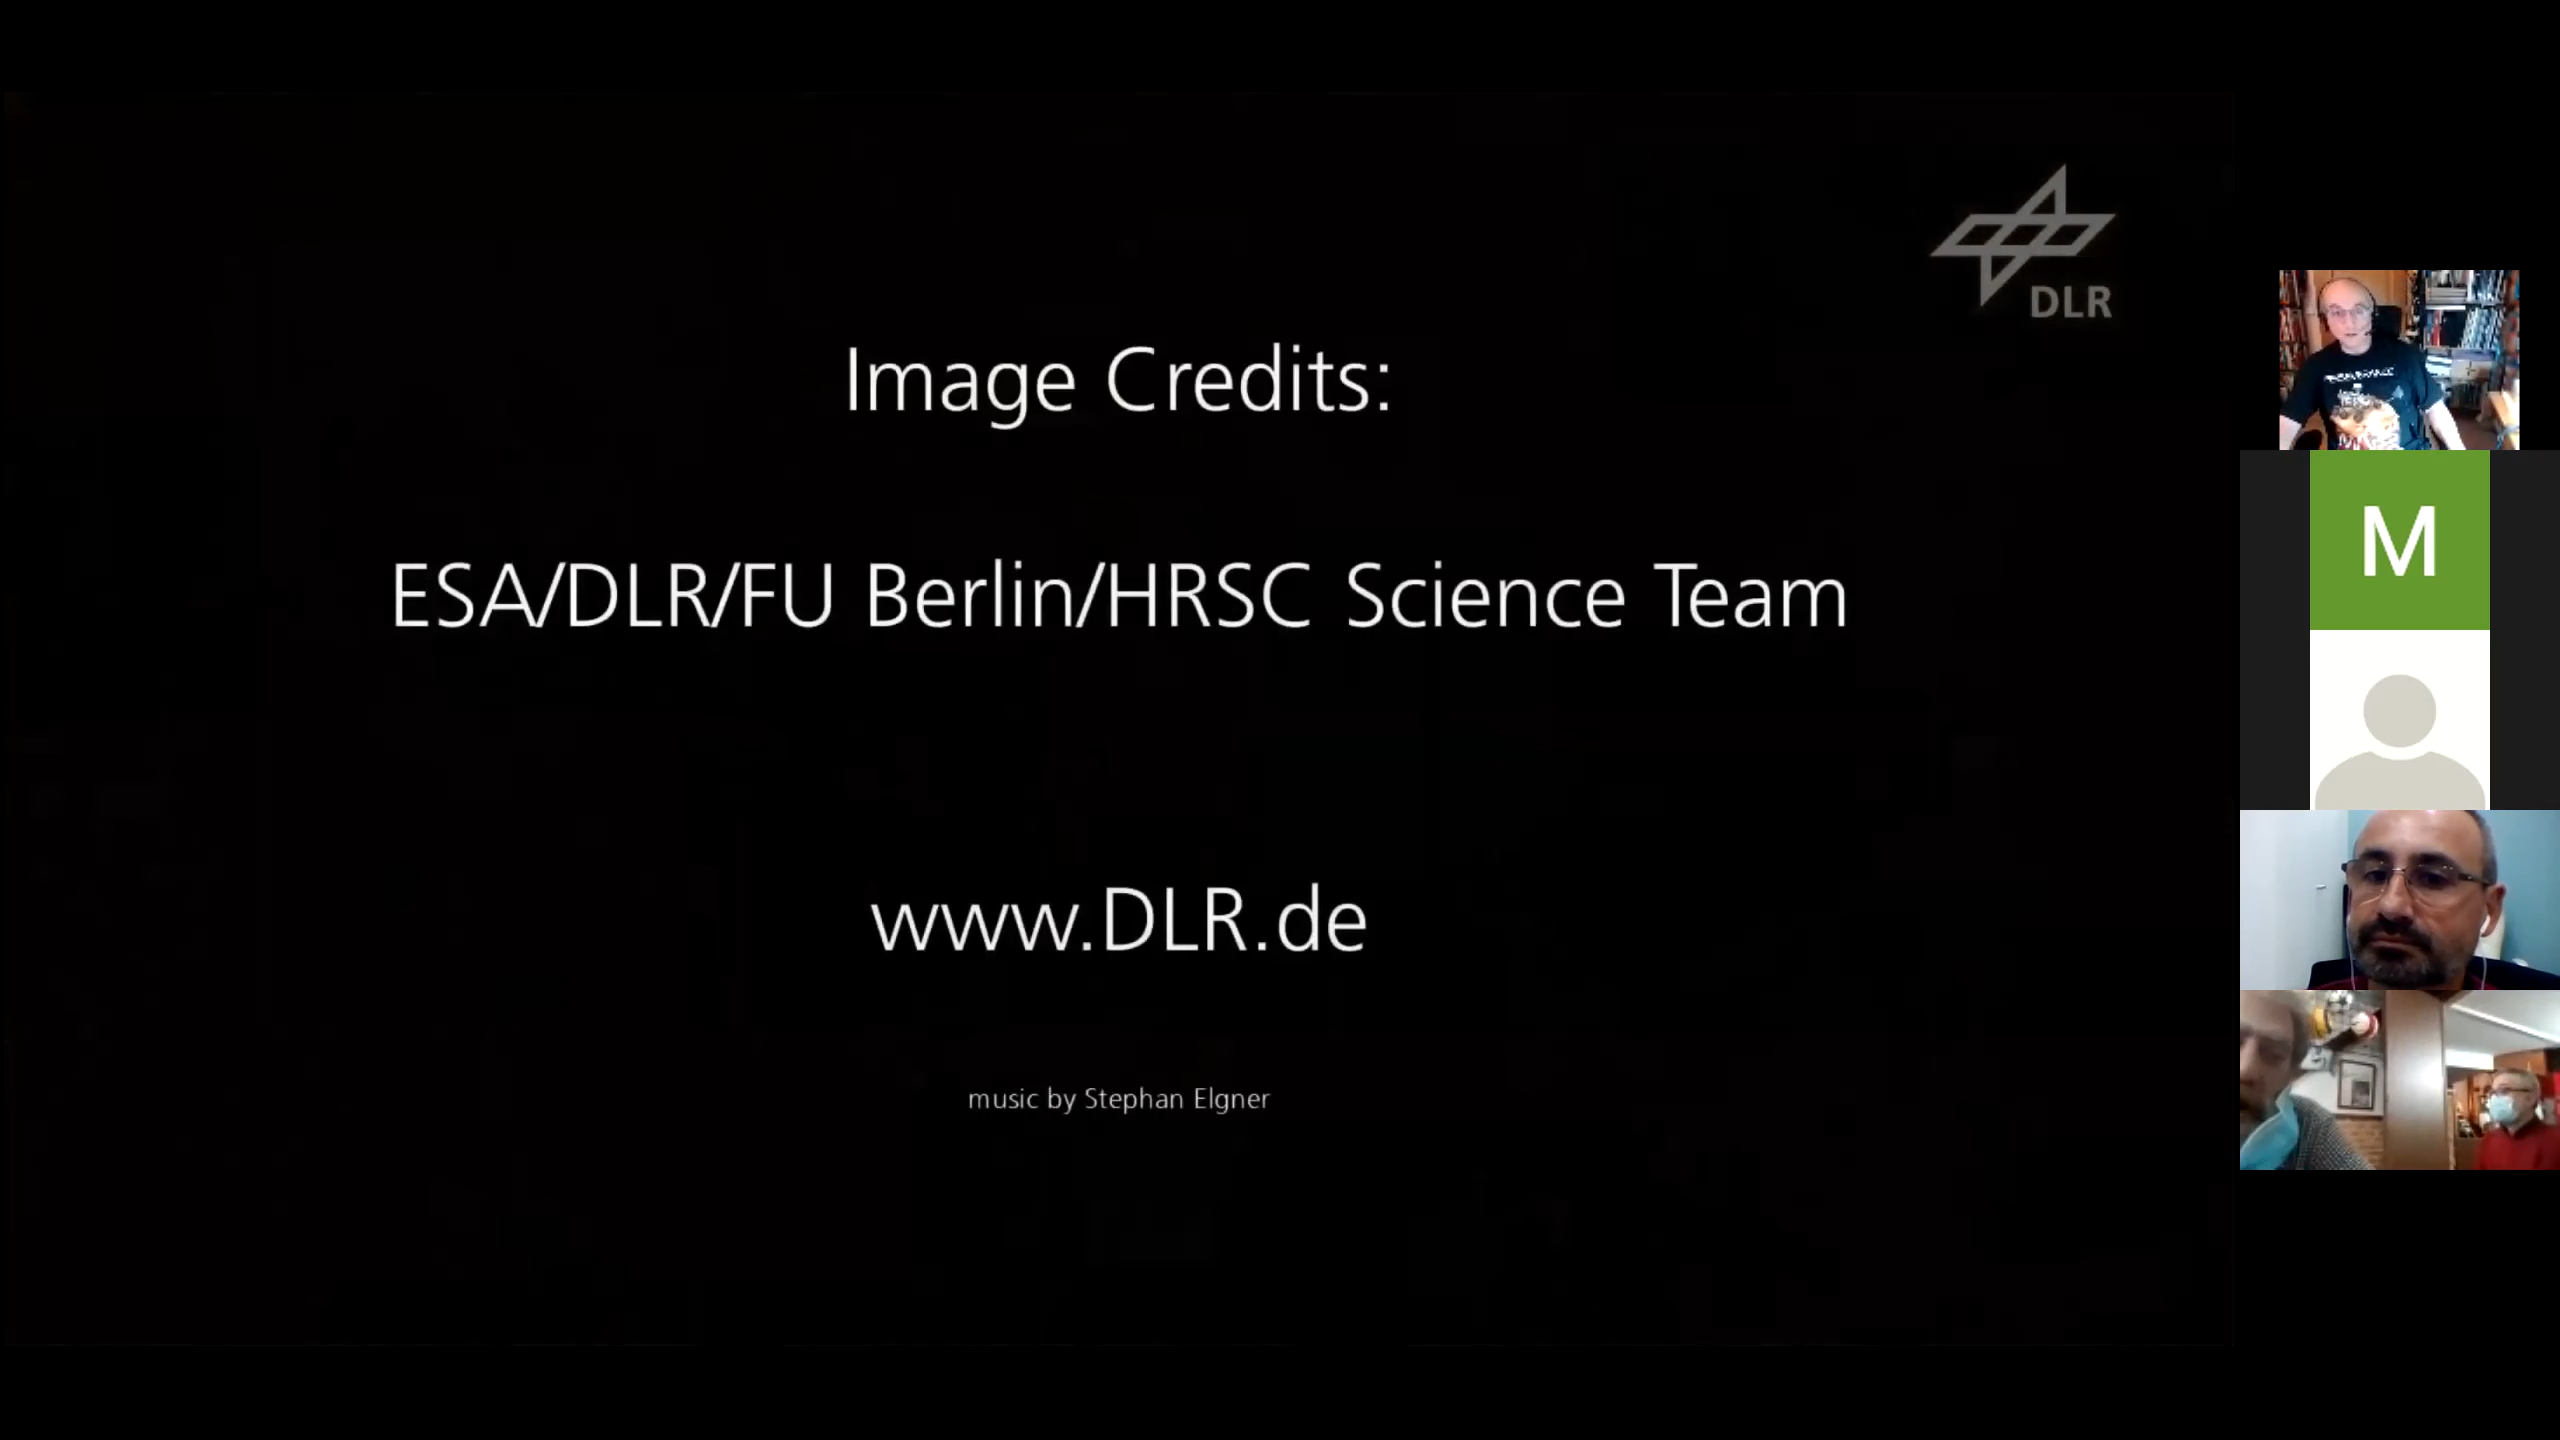 DLR
Image Credits:
ESA/DLR/FU Berlin/HRSC Science Team
www.DLR.de
music by Stephan Elgner
M